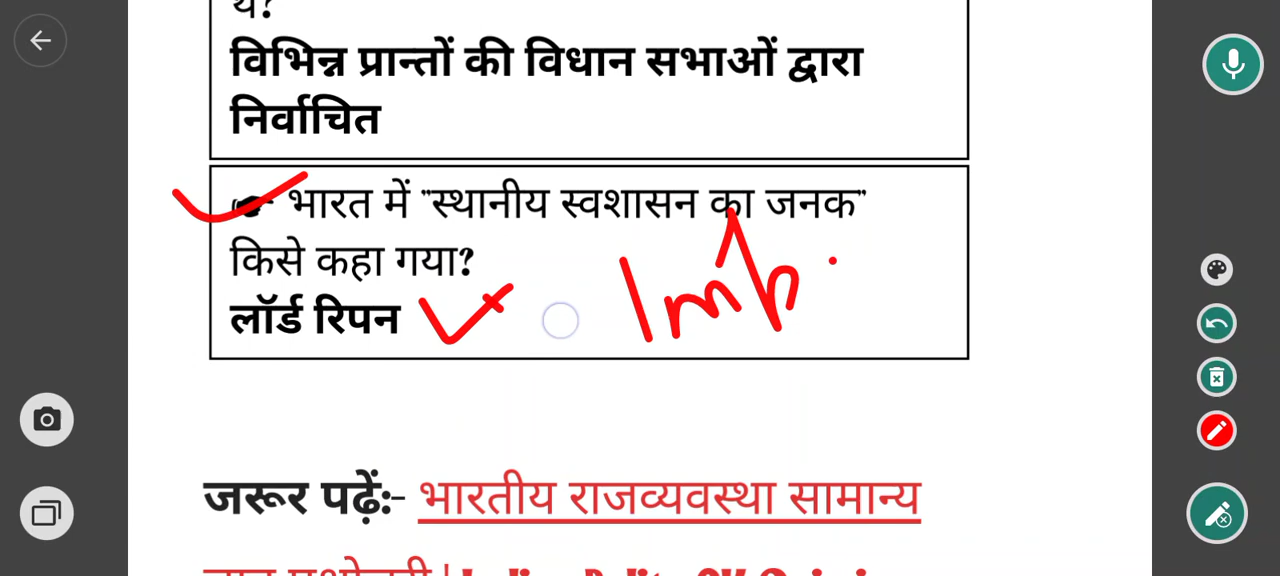 थे?
विभिन्न प्रान्तों की विधान सभाओं द्वारा
निर्वाचित
☛ भारत में "स्थानीय स्वशासन का जनक"
किसे कहा गया?
लॉर्ड रिपन
Imp.
जरूर पढ़ें:- भारतीय राजव्यवस्था सामान्य